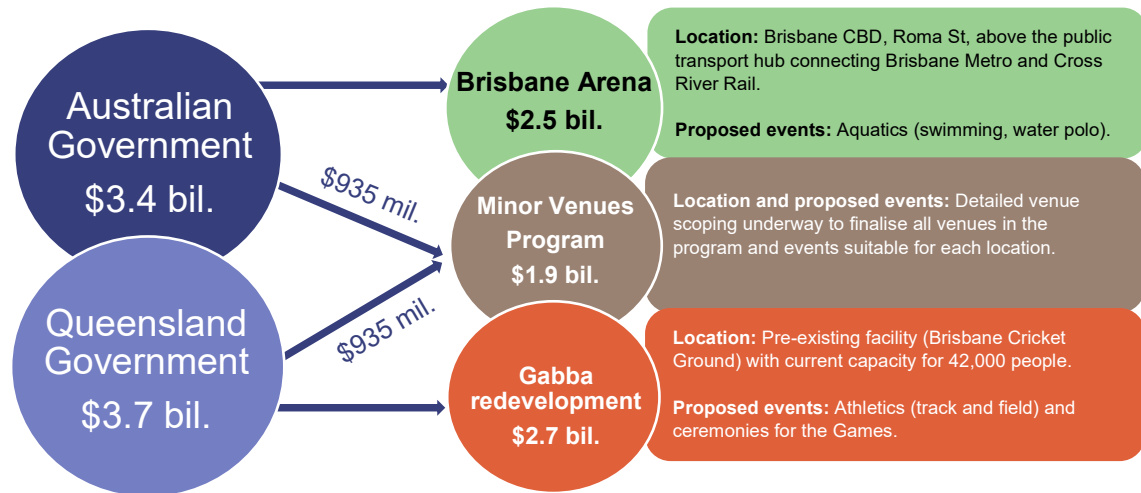 Australian
Government
$3.4 bil.
Queensland
Government
$3.7 bil.
$935 mil.
$935 mil.
Brisbane Arena
$2.5 bil.
Location: Brisbane CBD, Roma St, above the public
transport hub connecting Brisbane Metro and Cross
River Rail.
Proposed events: Aquatics (swimming, water polo).
Minor Venues
Program
$1.9 bil.
Location and proposed events: Detailed venue
scoping underway to finalise all venues in the
program and events suitable for each location.
Gabba
redevelopment
$2.7 bil.
Location: Pre-existing facility (Brisbane Cricket
Ground) with current capacity for 42,000 people.
Proposed events: Athletics (track and field) and
ceremonies for the Games.